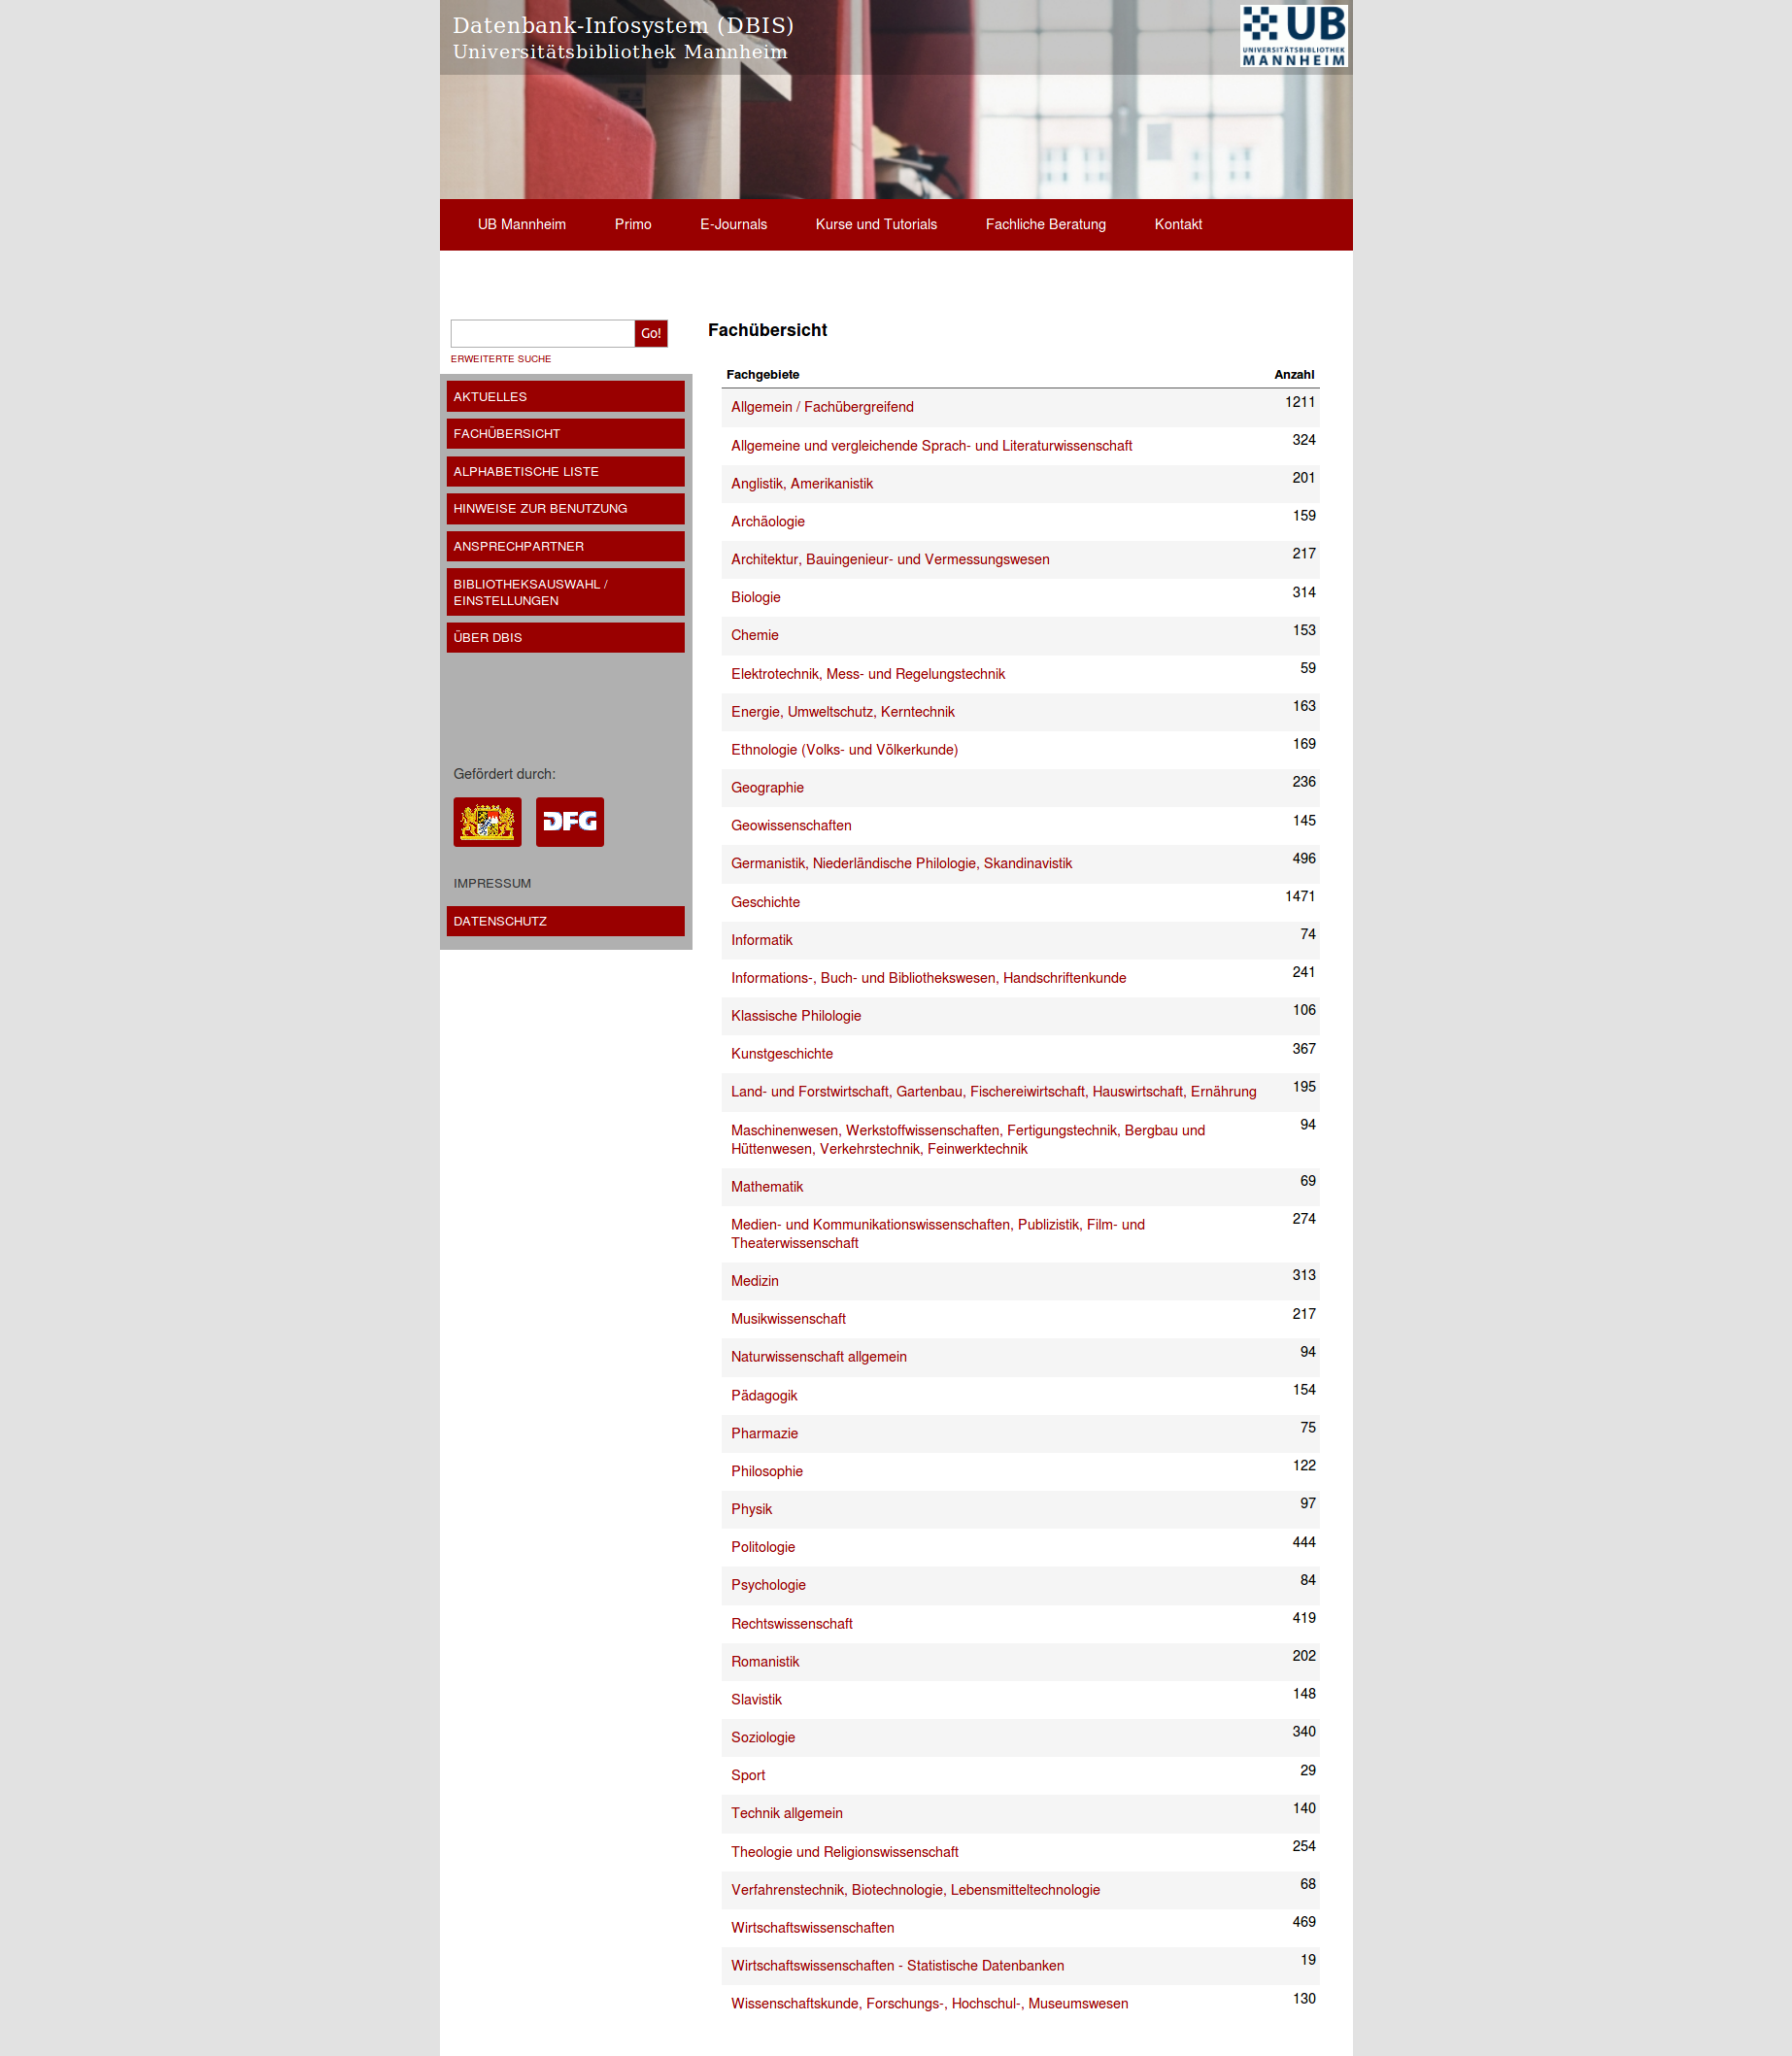 Datenbank-Infosystem (DBIS)
Universitätsbibliothek Mannheim
UB
UNIVERSITÄTSBIBLIOTHEK
MANNHEIM
UB Mannheim Primo E-Journals Kurse und Tutorials Fachliche Beratung Kontakt
Go!
ERWEITERTE SUCHE
AKTUELLES
FACHÜBERSICHT
ALPHABETISCHE LISTE
HINWEISE ZUR BENUTZUNG
ANSPRECHPARTNER
BIBLIOTHEKSAUSWAHL /
EINSTELLUNGEN
ÜBER DBIS
Gefördert durch:
DFG
IMPRESSUM
DATENSCHUTZ
Fachübersicht
Fachgebiete Anzahl
Allgemein / Fachübergreifend 1211
Allgemeine und vergleichende Sprach- und Literaturwissenschaft 324
Anglistik, Amerikanistik 201
Archäologie 159
Architektur, Bauingenieur- und Vermessungswesen 217
Biologie 314
Chemie 153
Elektrotechnik, Mess- und Regelungstechnik 59
Energie, Umweltschutz, Kerntechnik 163
Ethnologie (Volks- und Völkerkunde) 169
Geographie 236
Geowissenschaften 145
Germanistik, Niederländische Philologie, Skandinavistik 496
Geschichte 1471
Informatik 74
Informations-, Buch- und Bibliothekswesen, Handschriftenkunde 241
Klassische Philologie 106
Kunstgeschichte 367
Land- und Forstwirtschaft, Gartenbau, Fischereiwirtschaft, Hauswirtschaft, Ernährung 195
Maschinenwesen, Werkstoffwissenschaften, Fertigungstechnik, Bergbau und 94
Hüttenwesen, Verkehrstechnik, Feinwerktechnik
Mathematik 69
Medien- und Kommunikationswissenschaften, Publizistik, Film- und 274
Theaterwissenschaft
Medizin 313
Musikwissenschaft 217
Naturwissenschaft allgemein 94
Pädagogik 154
Pharmazie 75
Philosophie 122
Physik 97
Politologie 444
Psychologie 84
Rechtswissenschaft 419
Romanistik 202
Slavistik 148
Soziologie 340
Sport 29
Technik allgemein 140
Theologie und Religionswissenschaft 254
Verfahrenstechnik, Biotechnologie, Lebensmitteltechnologie 68
Wirtschaftswissenschaften 469
Wirtschaftswissenschaften - Statistische Datenbanken 19
Wissenschaftskunde, Forschungs-, Hochschul-, Museumswesen 130